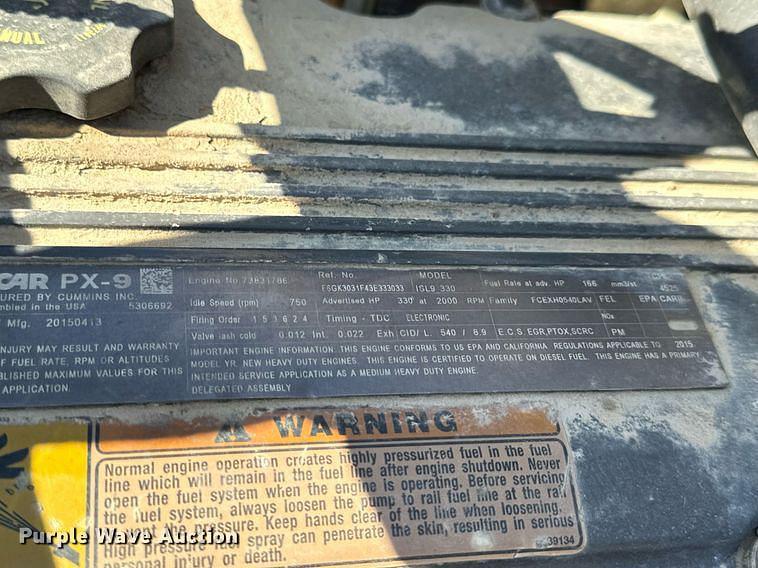 ANUAL
CAR PX-9
URED BY CUMMINS INC.
mbled in the USA 5306692
Mfg. 20150413
INJURY MAY RESULT AND WARRANTY
OF FUEL RATE, RPM OR ALTITUDES
BLISHED MAXIMUM VALUES FOR THIS
APPLICATION.
Engine No. 73831786 F6GK3031F43E333033 MODEL ISL9 330 Fuel Rate at adv. HP 166 mm3/st 4525
Idle Speed (rpm) 750 Advertised HP 330 at 2000 RPM Family FCEXH0540LAV FEL EPA CARB
Firing Order 1 5 3 6 2 4 Timing - TDC ELECTRONIC NOx
Valve lash cold 0.012 Int 0.022 Exh CID/L 540 / 8.9 E.C.S. EGR,PTOX,SCRC PM
IMPORTANT ENGINE INFORMATION. THIS ENGINE CONFORMS TO US EPA AND CALIFORNIA REGULATIONS APPLICABLE TO 2015
MODEL YR. NEW HEAVY DUTY ENGINES. THIS ENGINE IS CERTIFIED TO OPERATE ON DIESEL FUEL. THIS ENGINE HAS A PRIMARY
INTENDED SERVICE APPLICATION AS A MEDIUM HEAVY DUTY ENGINE.
DELEGATED ASSEMBLY
WARNING
Normal engine operation creates highly pressurized fuel in the fuel
line which will remain in the fuel line after engine shutdown. Never
open the fuel system when the engine is operating. Before servicing
the fuel system, always loosen the pump to rail fuel line at the rail
the pressure. Keep hands clear of the line when loosening.
High pressure fuel spray can penetrate the skin, resulting in serious
personal injury or death.
39134
Purple Wave Auction